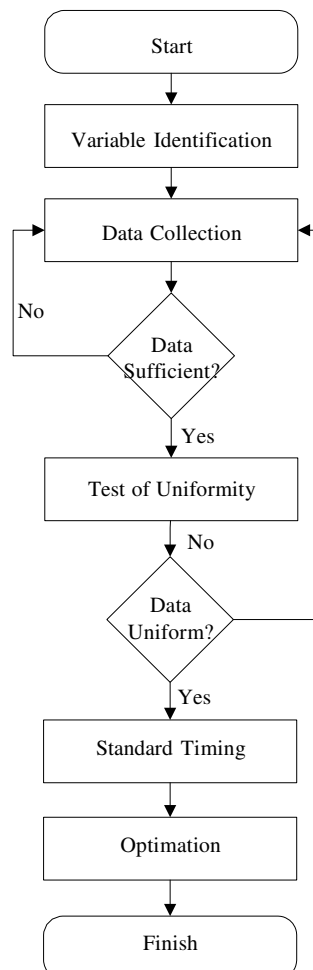 Start
Variable Identification
Data Collection
No
Data
Sufficient?
Yes
Test of Uniformity
No
Data
Uniform?
Yes
Standard Timing
Optimation
Finish